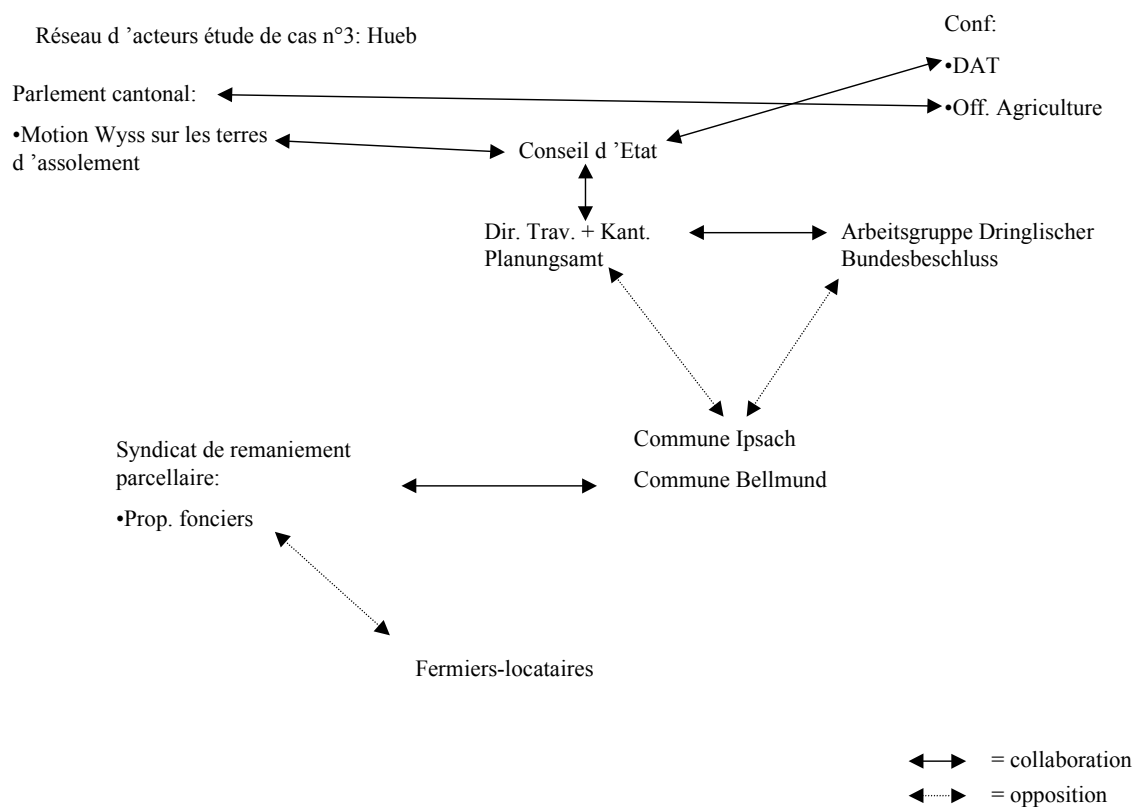 Réseau d ’acteurs étude de cas n°3: Hueb
Conf:
•DAT
•Off. Agriculture
Parlement cantonal:
•Motion Wyss sur les terres
d ’assolement
Conseil d ’Etat
Dir. Trav. + Kant.
Planungsamt
Arbeitsgruppe Dringlischer
Bundesbeschluss
Commune Ipsach
Commune Bellmund
Syndicat de remaniement
parcellaire:
•Prop. fonciers
Fermiers-locataires
= collaboration
= opposition